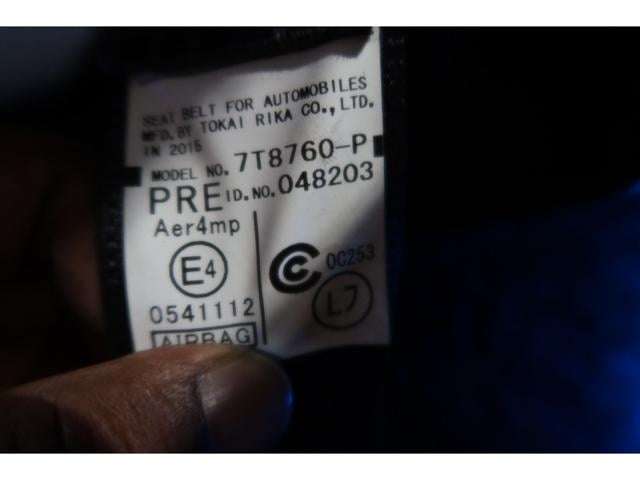 SEAT BELT FOR AUTOMOBILES
MFD. BY TOKAI RIKA CO., LTD.
IN 2015
MODEL NO. 7T8760-P
PRE ID. NO. 048203
Aer4mp
E4
0541112
AIRBAG
C
0C253
L7